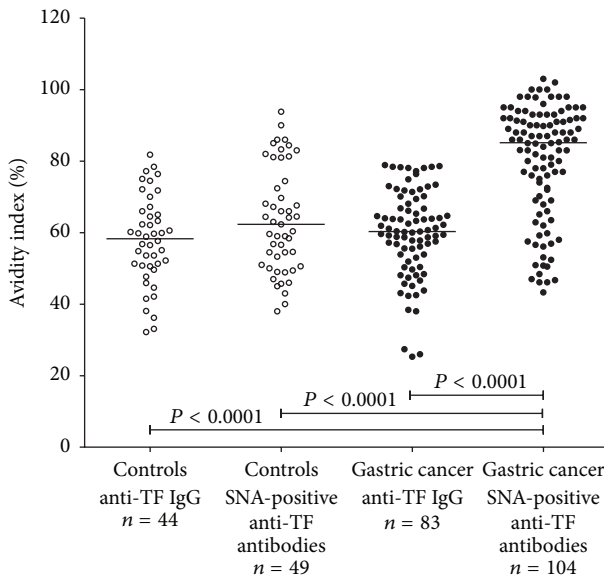 120
100
80
60
40
20
0
Avidity index (%)
P < 0.0001
P < 0.0001
P < 0.0001
Controls
anti-TF IgG
n = 44
Controls
SNA-positive
anti-TF
antibodies
n = 49
Gastric cancer
anti-TF IgG
n = 83
Gastric cancer
SNA-positive
anti-TF
antibodies
n = 104